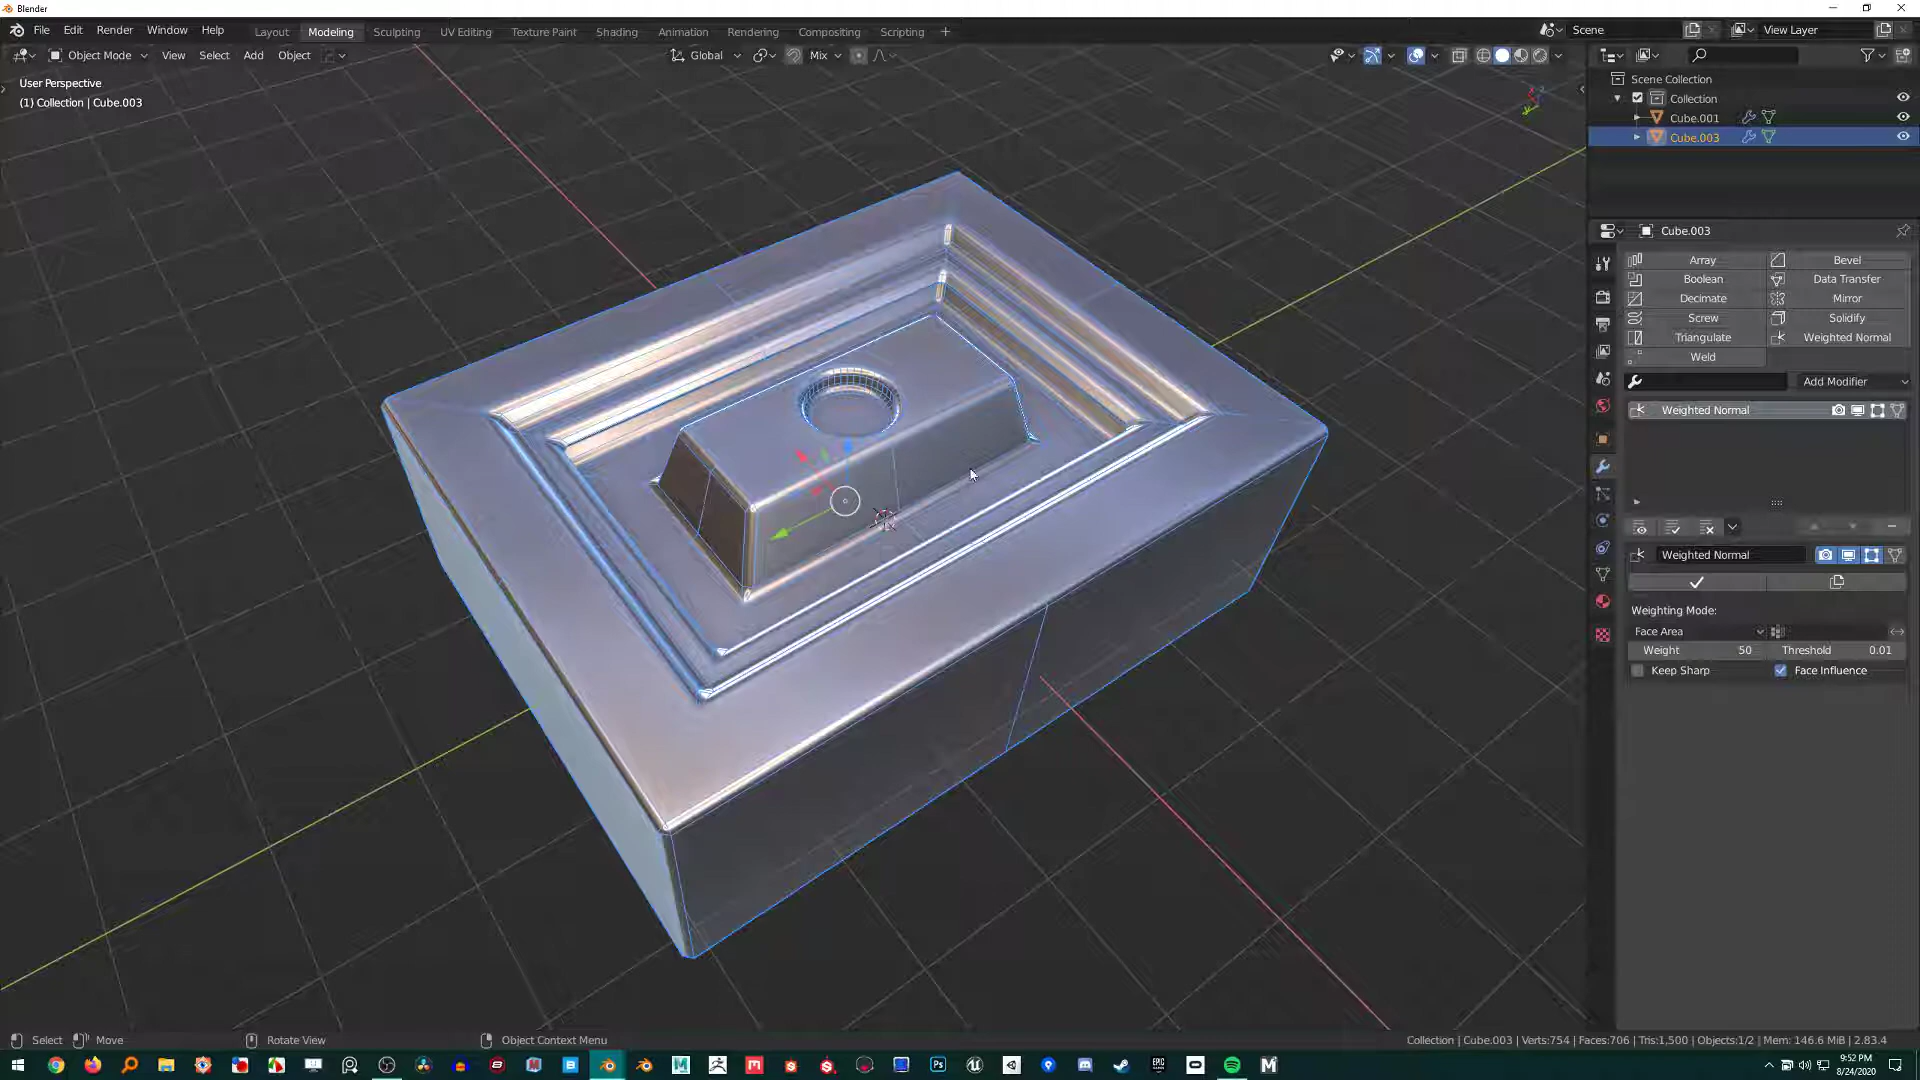 Blender
File Edit Render Window Help
Layout Modeling Sculpting UV Editing Texture Paint Shading Animation Rendering Compositing Scripting +
Scene
View Layer
Object Mode View Select Add Object
Global
Mix
User Perspective
(1) Collection | Cube.003
Scene Collection
Collection
Cube.001
Cube.003
Cube.003
Array Bevel
Boolean Data Transfer
Decimate Mirror
Screw Solidify
Triangulate Weighted Normal
Weld
Add Modifier
Weighted Normal
Weighted Normal
Weighting Mode:
Face Area
Weight 50 Threshold 0.01
Keep Sharp Face Influence
Select Move Rotate View Object Context Menu
Collection | Cube.003 | Verts:754 | Faces:706 | Tris:1,500 | Objects:1/2 | Mem: 146.6 MiB | 2.83.4
9:52 PM
8/24/2020